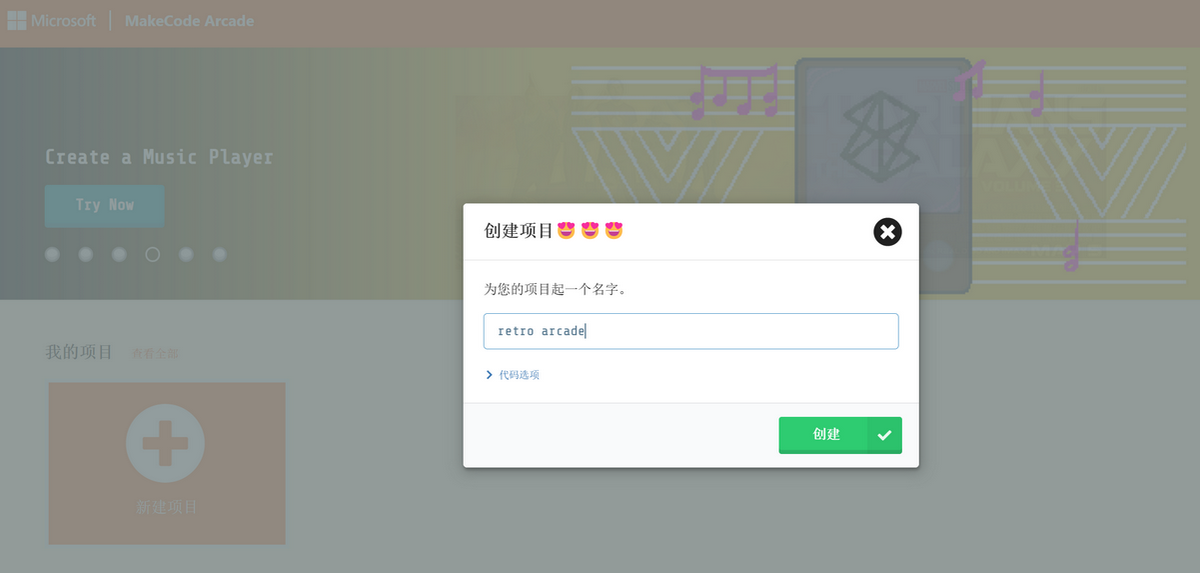 Microsoft | MakeCode Arcade
Create a Music Player
Try Now
创建项目😍😍😍
为您的项目起一个名字。
retro arcade
代码选项
创建
我的项目 查看全部
新建项目